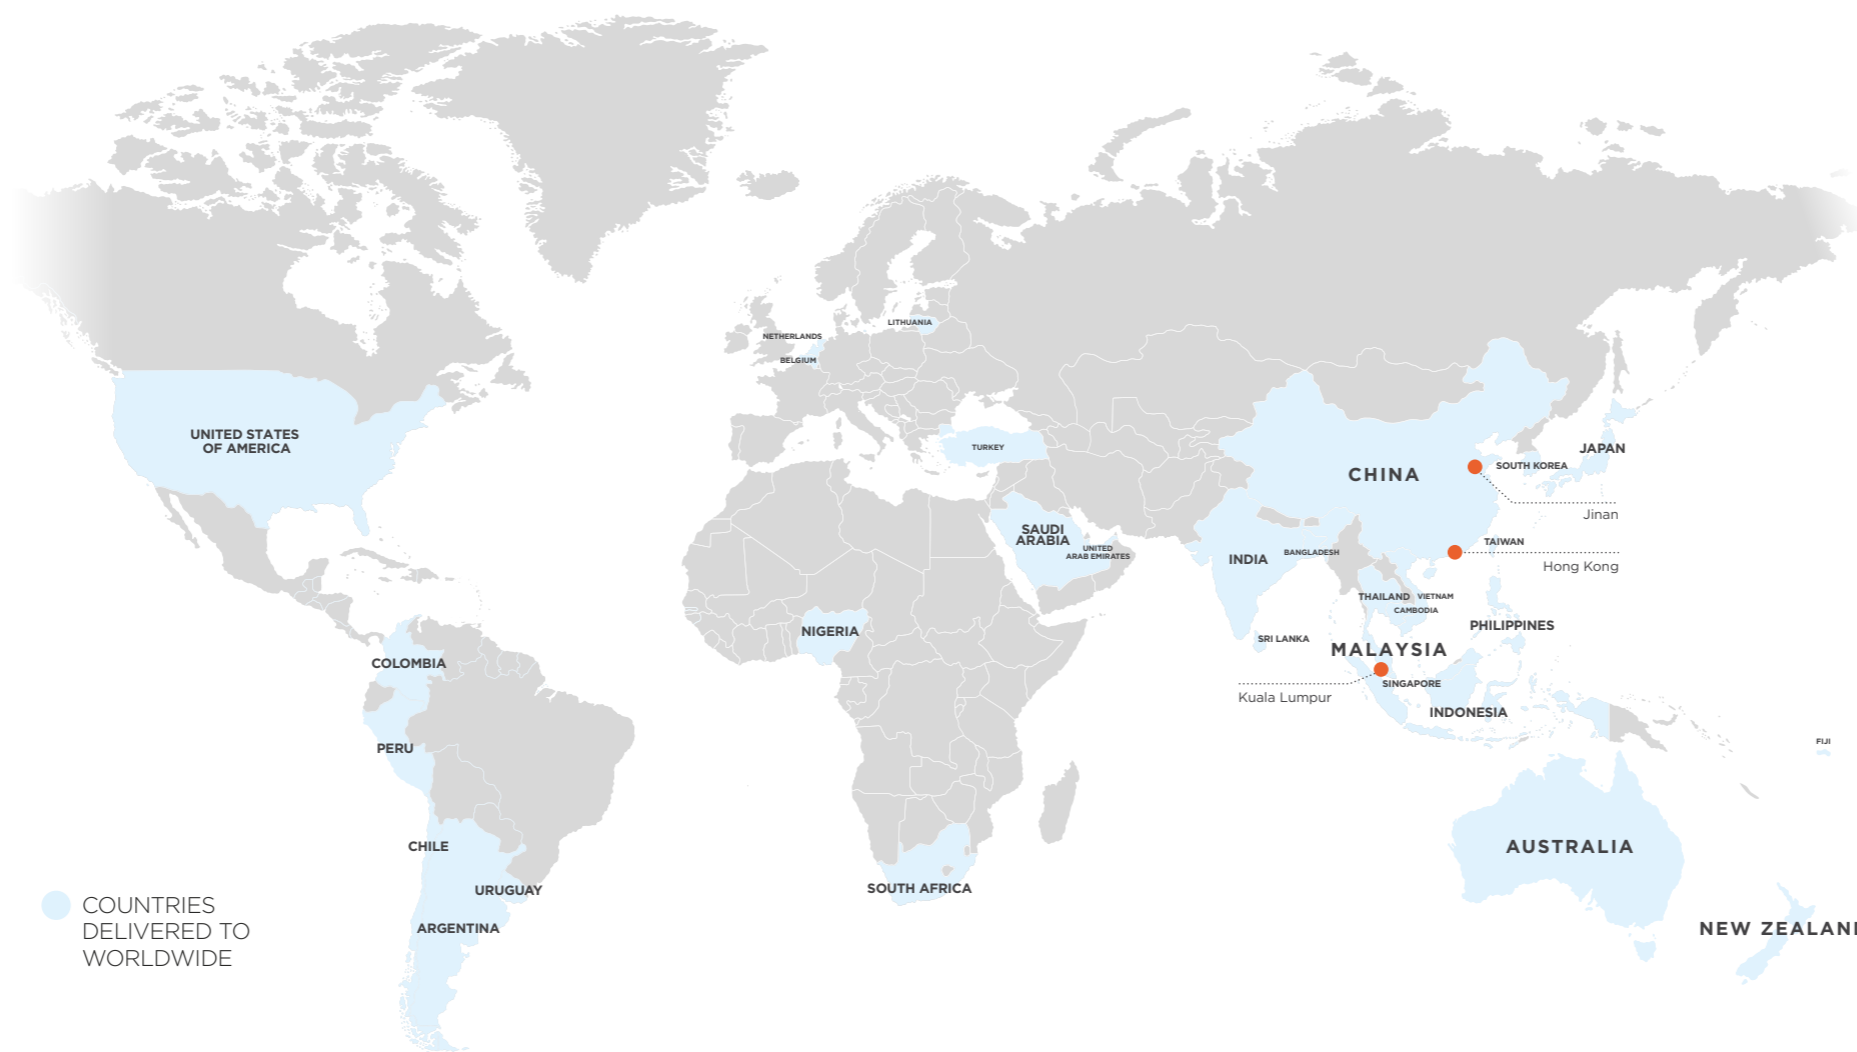 LITHUANIA
NETHERLANDS
BELGIUM
UNITED STATES
OF AMERICA
TURKEY
CHINA
SOUTH KOREA
JAPAN
Jinan
SAUDI
ARABIA
UNITED
ARAB EMIRATES
INDIA
BANGLADESH
TAIWAN
Hong Kong
THAILAND
VIETNAM
CAMBODIA
PHILIPPINES
NIGERIA
SRI LANKA
MALAYSIA
COLOMBIA
SINGAPORE
Kuala Lumpur
INDONESIA
PERU
FIJI
CHILE
AUSTRALIA
SOUTH AFRICA
URUGUAY
ARGENTINA
NEW ZEALAN
COUNTRIES
DELIVERED TO
WORLDWIDE